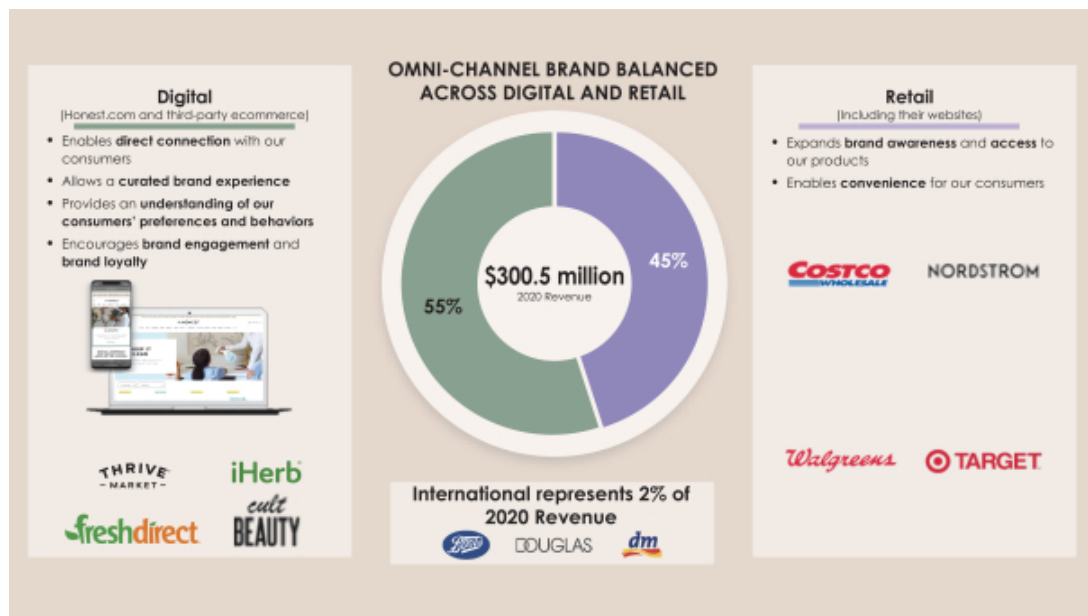 OMNI-CHANNEL BRAND BALANCED
ACROSS DIGITAL AND RETAIL
Digital
(Honest.com and third-party ecommerce)
• Enables direct connection with our
consumers
• Allows a curated brand experience
• Provides an understanding of our
consumers' preferences and behaviors
• Encourages brand engagement and
brand loyalty
THRIVE
- MARKET -
iHerb
freshdirect
cult
BEAUTY
55%
45%
$300.5 million
2020 Revenue
International represents 2% of
2020 Revenue
Boots
DOUGLAS
dm
Retail
(Including their websites)
• Expands brand awareness and access to
our products
• Enables convenience for our consumers
COSTCO
WHOLESALE
NORDSTROM
Walgreens
TARGET